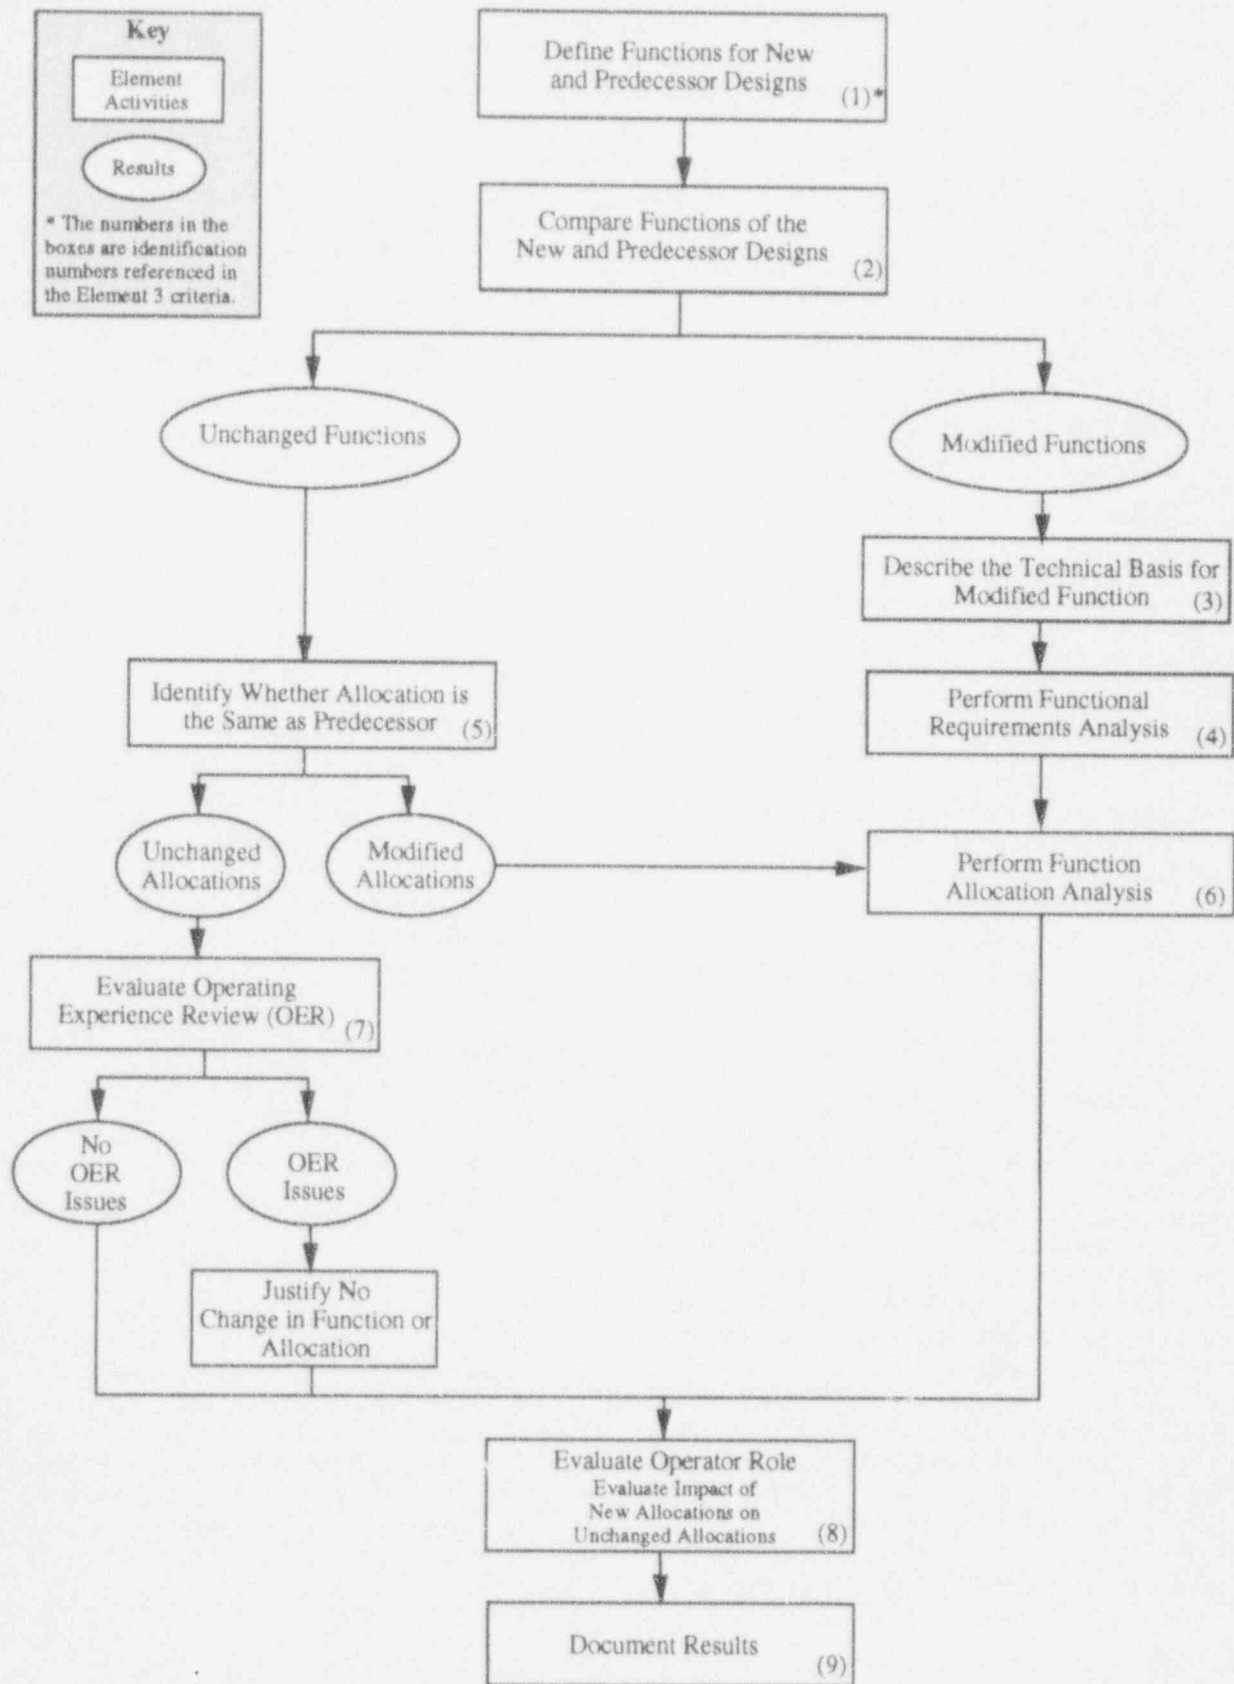 Key
Element
Activities
Results
* The numbers in the
boxes are identification
numbers referenced in
the Element 3 criteria.
Define Functions for New
and Predecessor Designs
(1)*
Compare Functions of the
New and Predecessor Designs
(2)
Unchanged Functions
Modified Functions
Describe the Technical Basis for
Modified Function (3)
Identify Whether Allocation is
the Same as Predecessor (5)
Perform Functional
Requirements Analysis (4)
Unchanged
Allocations
Modified
Allocations
Perform Function
Allocation Analysis (6)
Evaluate Operating
Experience Review (OER) (7)
No
OER
Issues
OER
Issues
Justify No
Change in Function or
Allocation
Evaluate Operator Role
Evaluate Impact of
New Allocations on
Unchanged Allocations (8)
Document Results
(9)